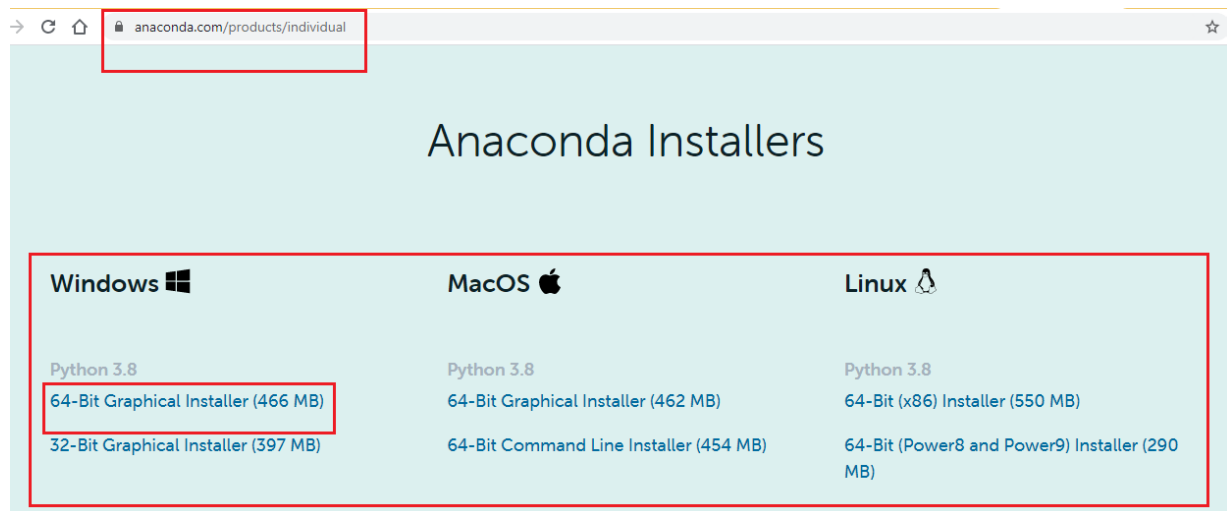 anaconda.com/products/individual
Anaconda Installers
Windows
MacOS
Linux
Python 3.8
Python 3.8
Python 3.8
64-Bit Graphical Installer (466 MB)
64-Bit Graphical Installer (462 MB)
64-Bit (x86) Installer (550 MB)
32-Bit Graphical Installer (397 MB)
64-Bit Command Line Installer (454 MB)
64-Bit (Power8 and Power9) Installer (290
MB)